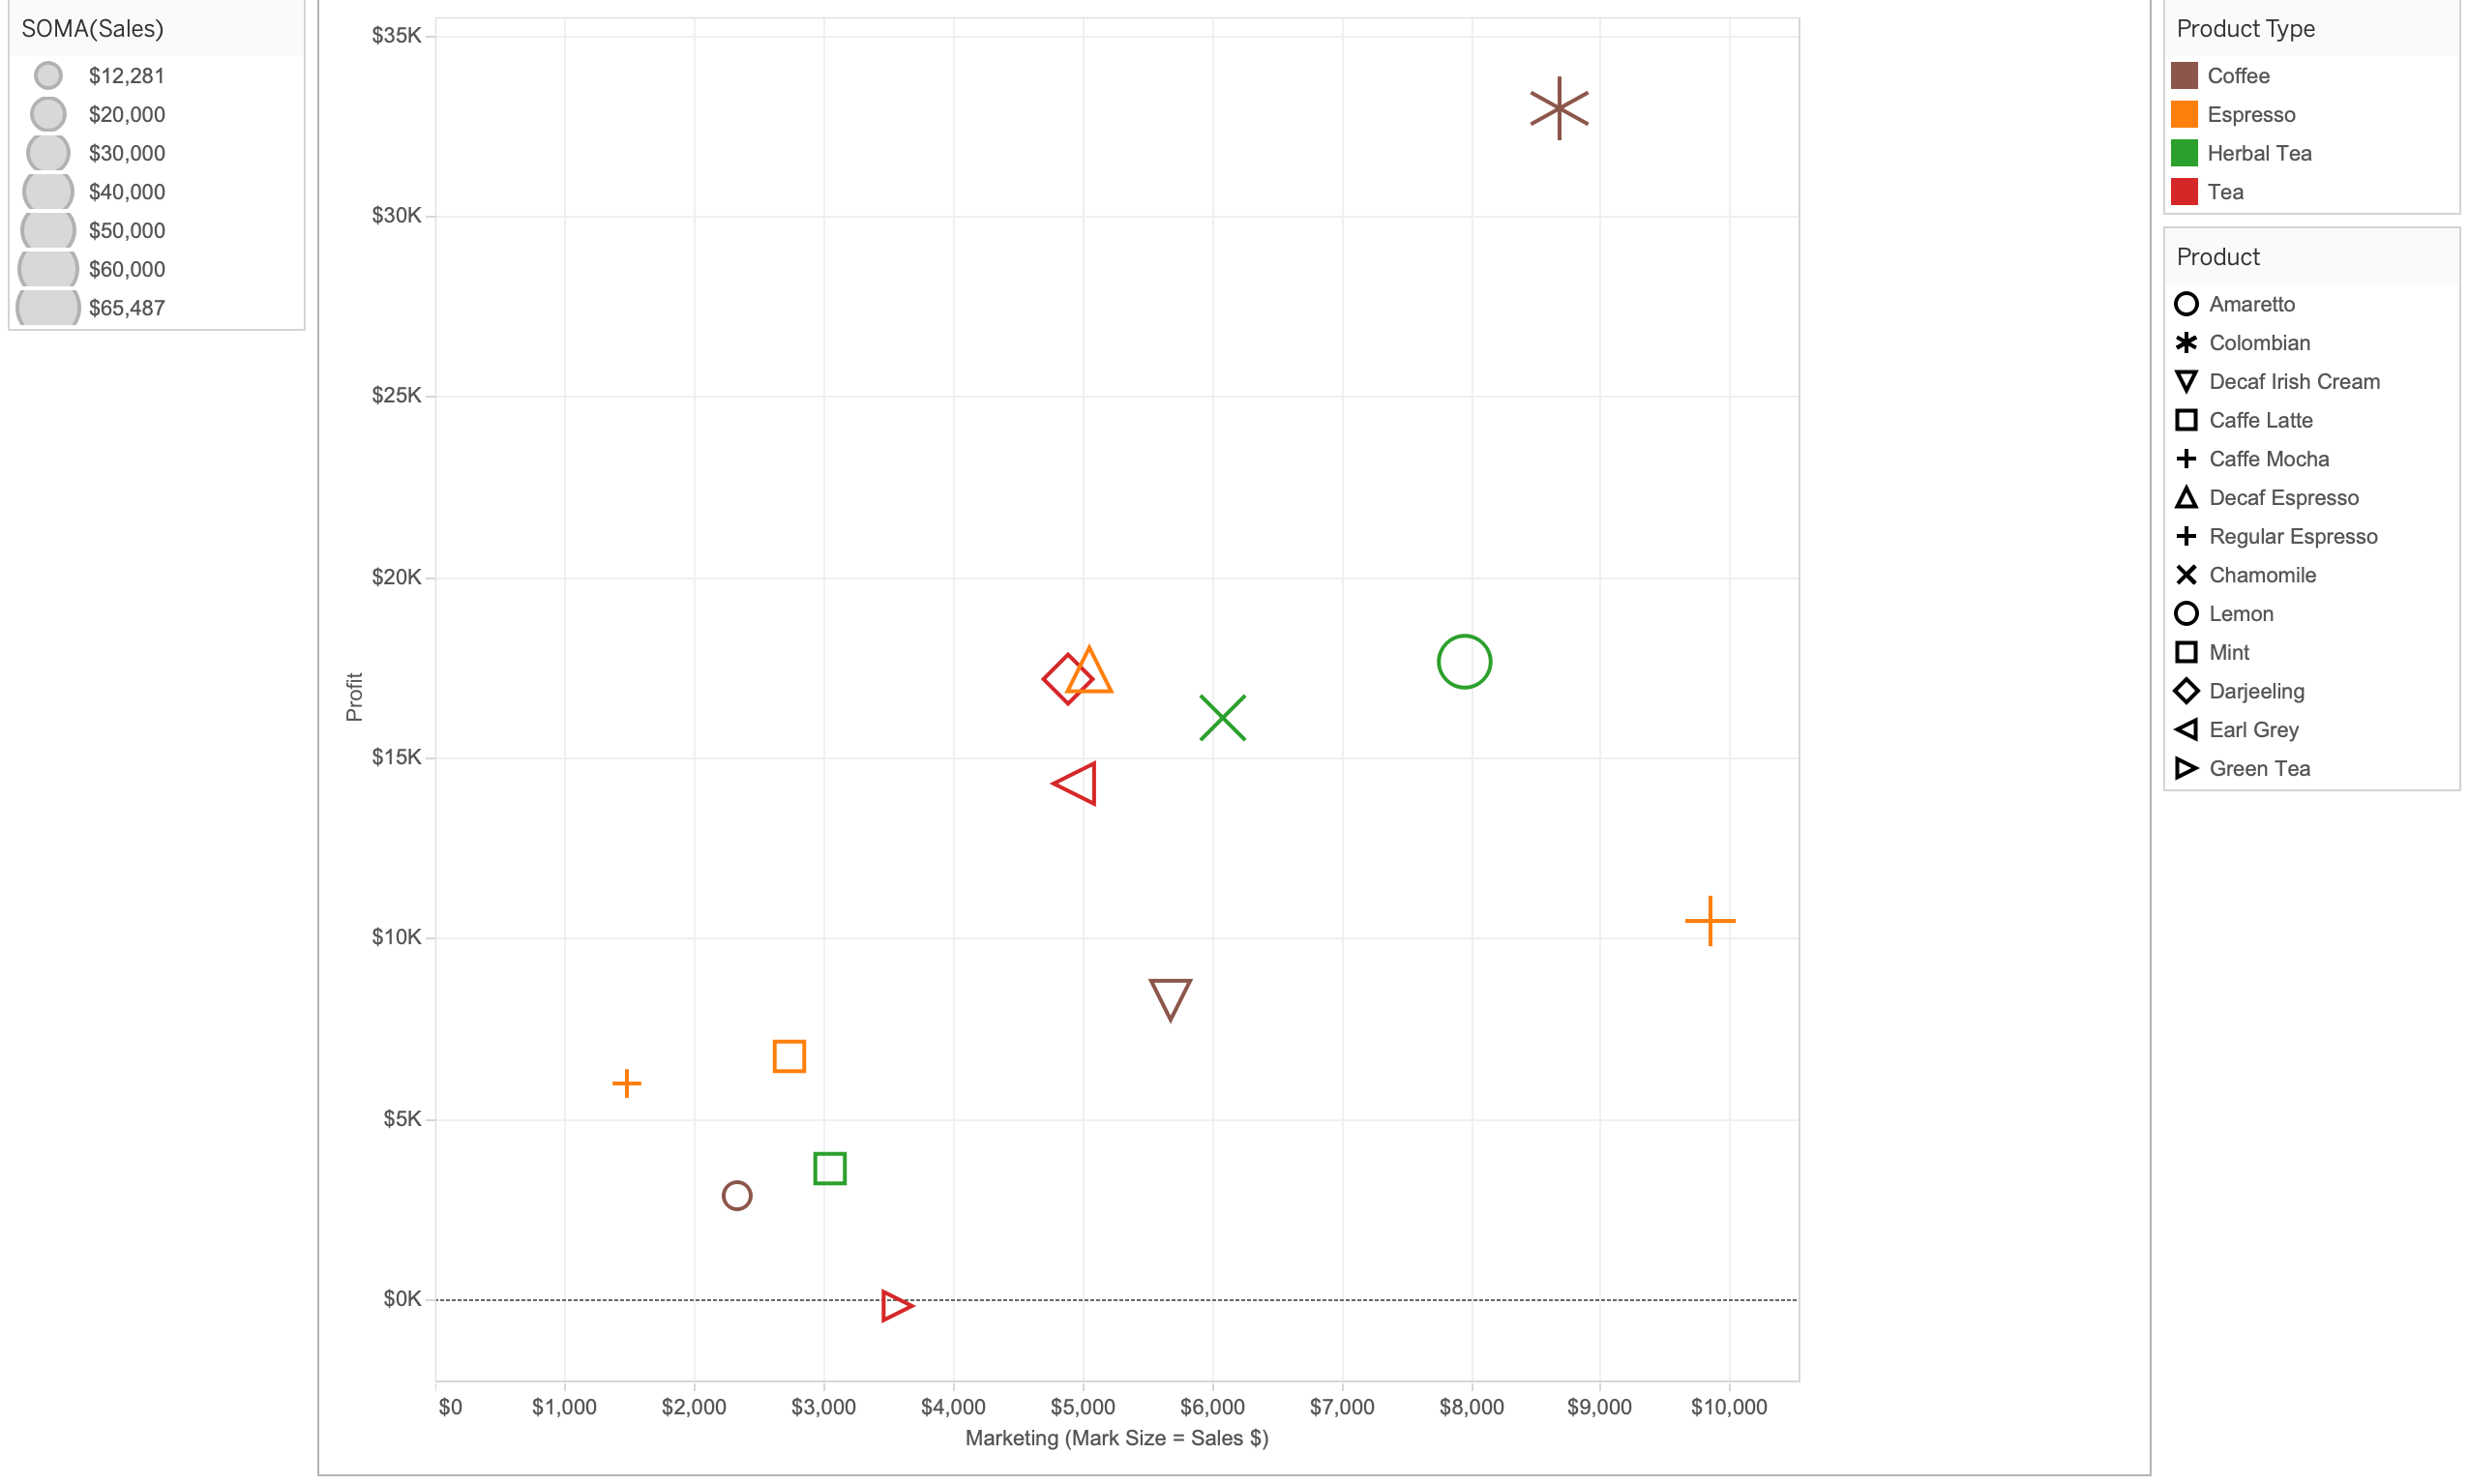 SOMA(Sales)
$12,281
$20,000
$30,000
$40,000
$50,000
$60,000
$65,487
$35K
$30K
$25K
$20K
$15K
$10K
$5K
$0K
Profit
$0
$1,000
$2,000
$3,000
$4,000
$5,000
$6,000
$7,000
$8,000
$9,000
$10,000
Marketing (Mark Size = Sales $)
Product Type
Coffee
Espresso
Herbal Tea
Tea
Product
Amaretto
Colombian
Decaf Irish Cream
Caffe Latte
Caffe Mocha
Decaf Espresso
Regular Espresso
Chamomile
Lemon
Mint
Darjeeling
Earl Grey
Green Tea